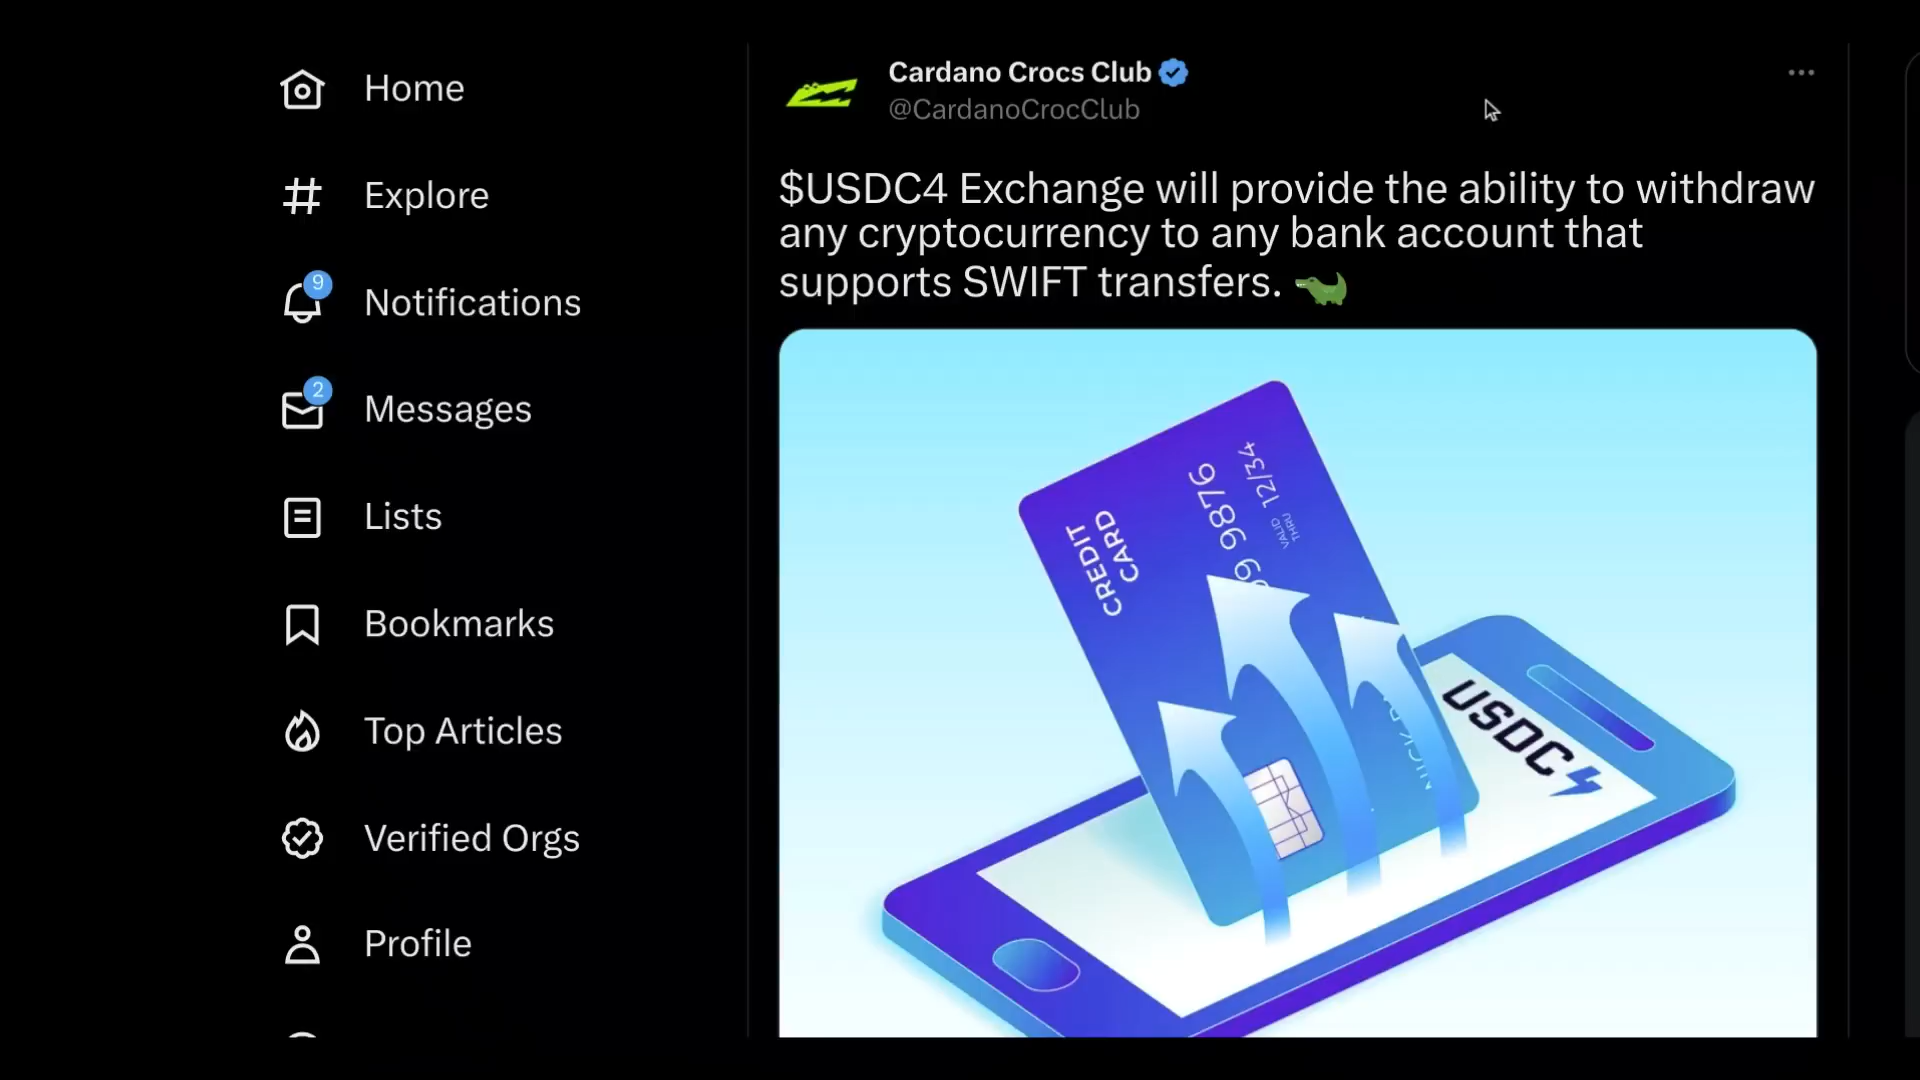 Home
Explore
9
Notifications
2
Messages
Lists
Bookmarks
Top Articles
Verified Orgs
Profile
Cardano Crocs Club
@CardanoCrocClub
$USDC4 Exchange will provide the ability to withdraw
any cryptocurrency to any bank account that
supports SWIFT transfers. 🐊
CREDIT
CARD
9876
VALID
THRU
12/34
USDC